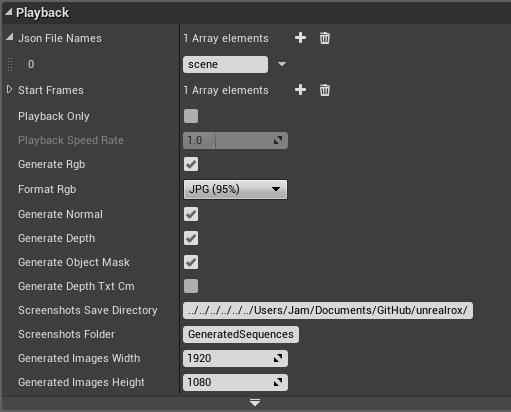 Playback
Json File Names 1 Array elements
0 scene
Start Frames 1 Array elements
Playback Only
Playback Speed Rate 1.0
Generate Rgb
Format Rgb JPG (95%)
Generate Normal
Generate Depth
Generate Object Mask
Generate Depth Txt Cm
Screenshots Save Directory ../../../../../../Users/Jam/Documents/GitHub/unrealrox/
Screenshots Folder GeneratedSequences
Generated Images Width 1920
Generated Images Height 1080